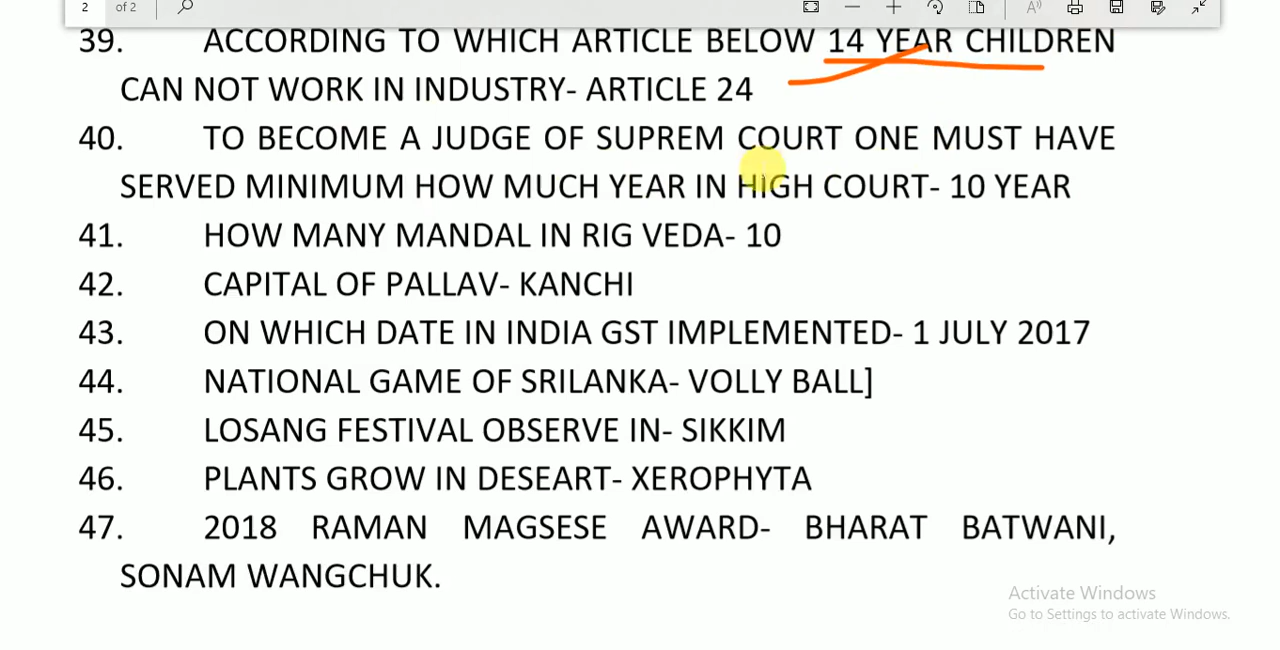 2 of 2
39. ACCORDING TO WHICH ARTICLE BELOW 14 YEAR CHILDREN
CAN NOT WORK IN INDUSTRY- ARTICLE 24
40. TO BECOME A JUDGE OF SUPREM COURT ONE MUST HAVE
SERVED MINIMUM HOW MUCH YEAR IN HIGH COURT- 10 YEAR
41. HOW MANY MANDAL IN RIG VEDA- 10
42. CAPITAL OF PALLAV- KANCHI
43. ON WHICH DATE IN INDIA GST IMPLEMENTED- 1 JULY 2017
44. NATIONAL GAME OF SRILANKA- VOLLY BALL]
45. LOSANG FESTIVAL OBSERVE IN- SIKKIM
46. PLANTS GROW IN DESEART- XEROPHYTA
47. 2018 RAMAN MAGSESE AWARD- BHARAT BATWANI,
SONAM WANGCHUK.
Activate Windows
Go to Settings to activate Windows.